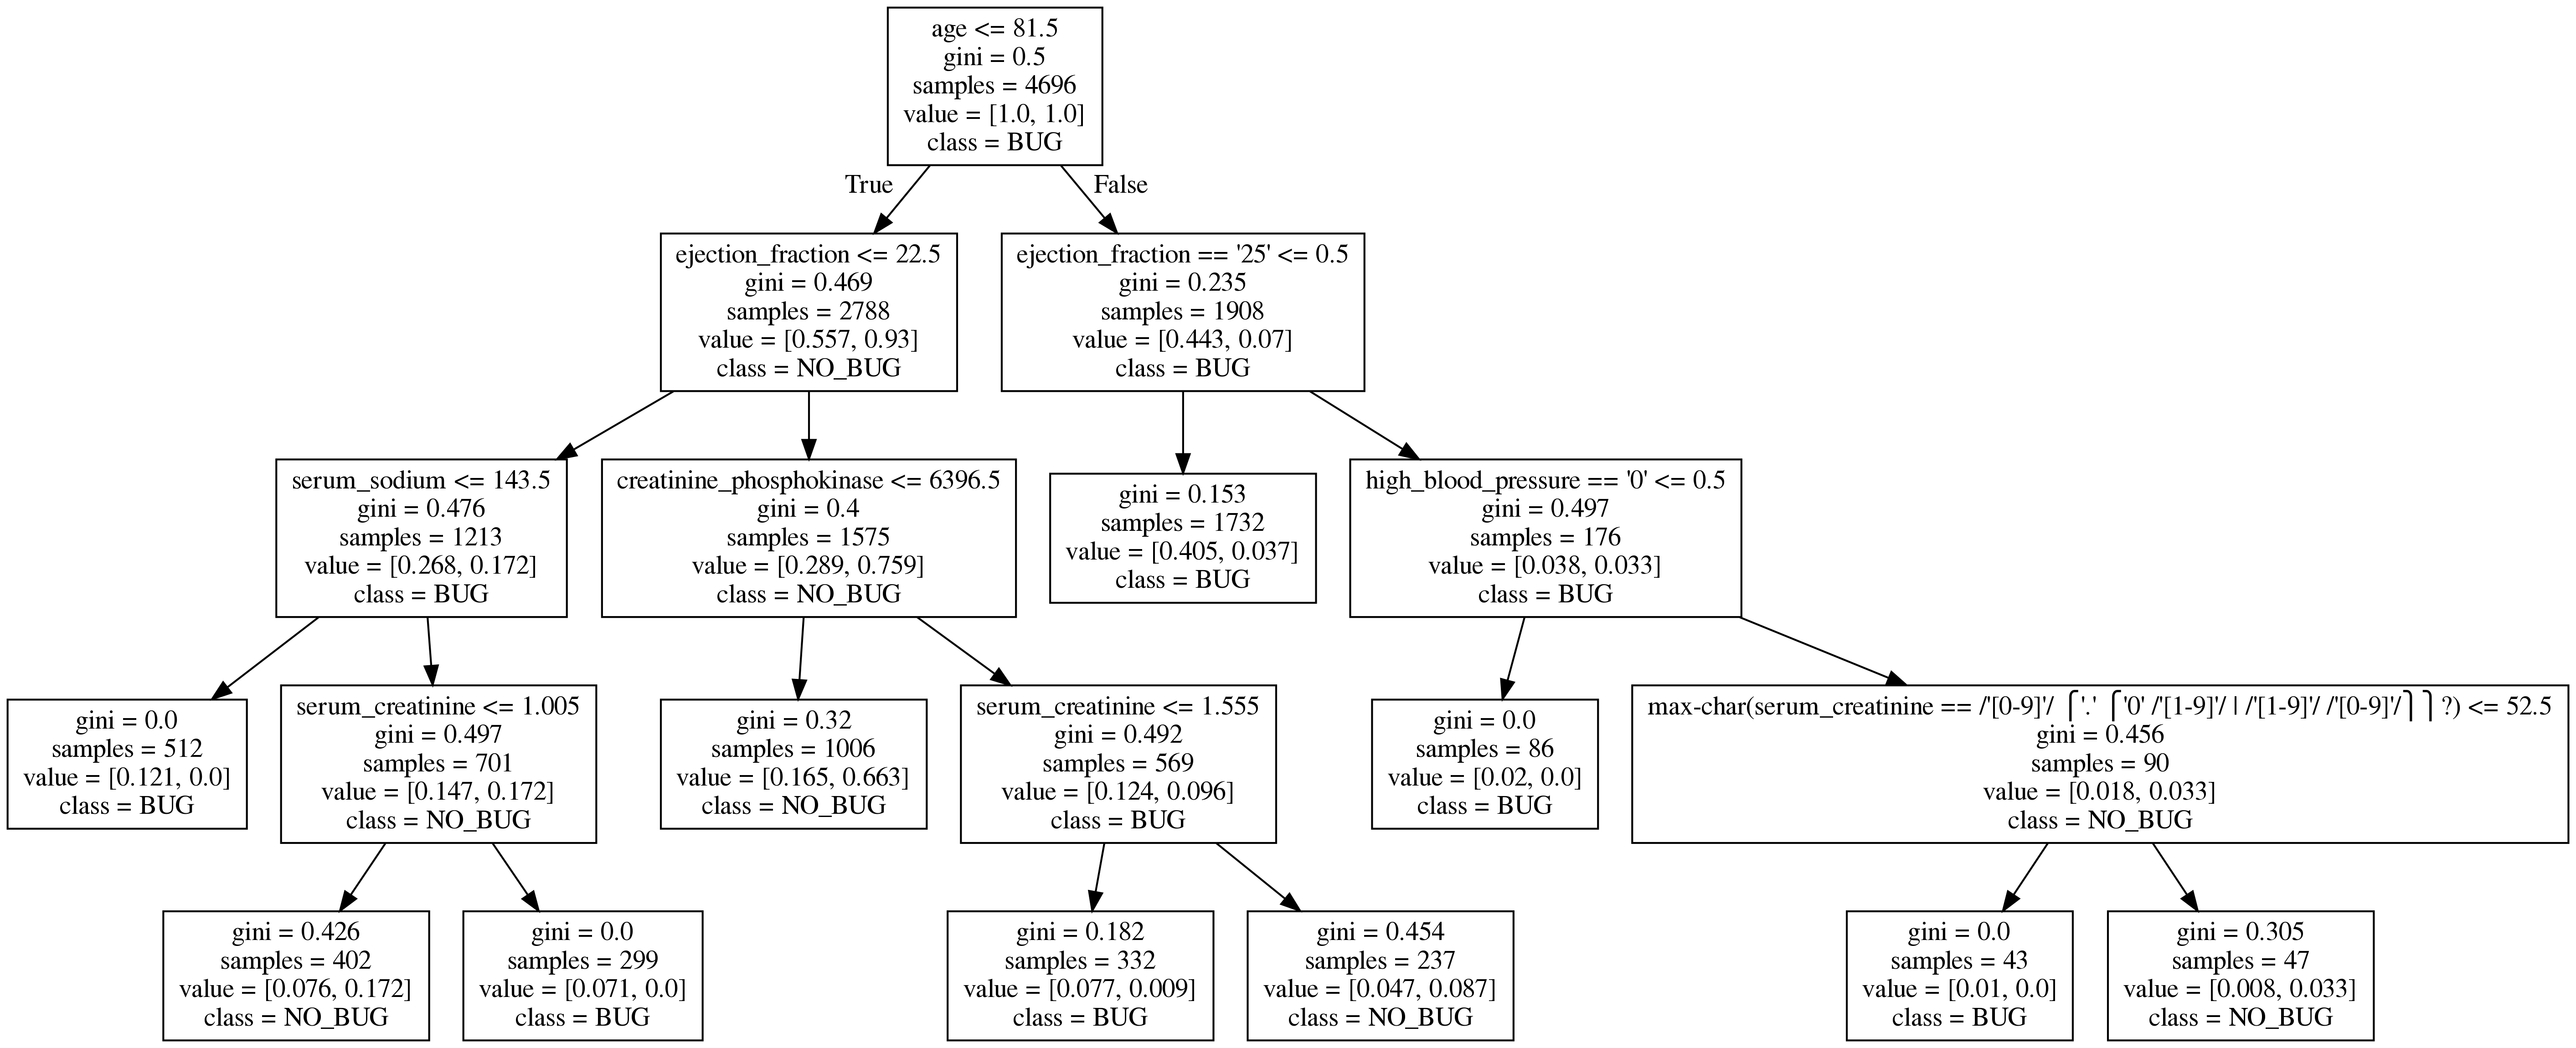 age <= 81.5
gini = 0.5
samples = 4696
value = [1.0, 1.0]
class = BUG
True
False
ejection_fraction <= 22.5
gini = 0.469
samples = 2788
value = [0.557, 0.93]
class = NO_BUG
ejection_fraction == '25' <= 0.5
gini = 0.235
samples = 1908
value = [0.443, 0.07]
class = BUG
serum_sodium <= 143.5
gini = 0.476
samples = 1213
value = [0.268, 0.172]
class = BUG
creatinine_phosphokinase <= 6396.5
gini = 0.4
samples = 1575
value = [0.289, 0.759]
class = NO_BUG
gini = 0.153
samples = 1732
value = [0.405, 0.037]
class = BUG
high_blood_pressure == '0' <= 0.5
gini = 0.497
samples = 176
value = [0.038, 0.033]
class = BUG
gini = 0.0
samples = 512
value = [0.121, 0.0]
class = BUG
serum_creatinine <= 1.005
gini = 0.497
samples = 701
value = [0.147, 0.172]
class = NO_BUG
gini = 0.32
samples = 1006
value = [0.165, 0.663]
class = NO_BUG
serum_creatinine <= 1.555
gini = 0.492
samples = 569
value = [0.124, 0.096]
class = BUG
gini = 0.0
samples = 86
value = [0.02, 0.0]
class = BUG
max-char(serum_creatinine == /'[0-9]'/ ⎧'.' ⎧'0' /'[1-9]'/ | /'[1-9]'/ /'[0-9]'/⎫ ⎫ ?) <= 52.5
gini = 0.456
samples = 90
value = [0.018, 0.033]
class = NO_BUG
gini = 0.426
samples = 402
value = [0.076, 0.172]
class = NO_BUG
gini = 0.0
samples = 299
value = [0.071, 0.0]
class = BUG
gini = 0.182
samples = 332
value = [0.077, 0.009]
class = BUG
gini = 0.454
samples = 237
value = [0.047, 0.087]
class = NO_BUG
gini = 0.0
samples = 43
value = [0.01, 0.0]
class = BUG
gini = 0.305
samples = 47
value = [0.008, 0.033]
class = NO_BUG